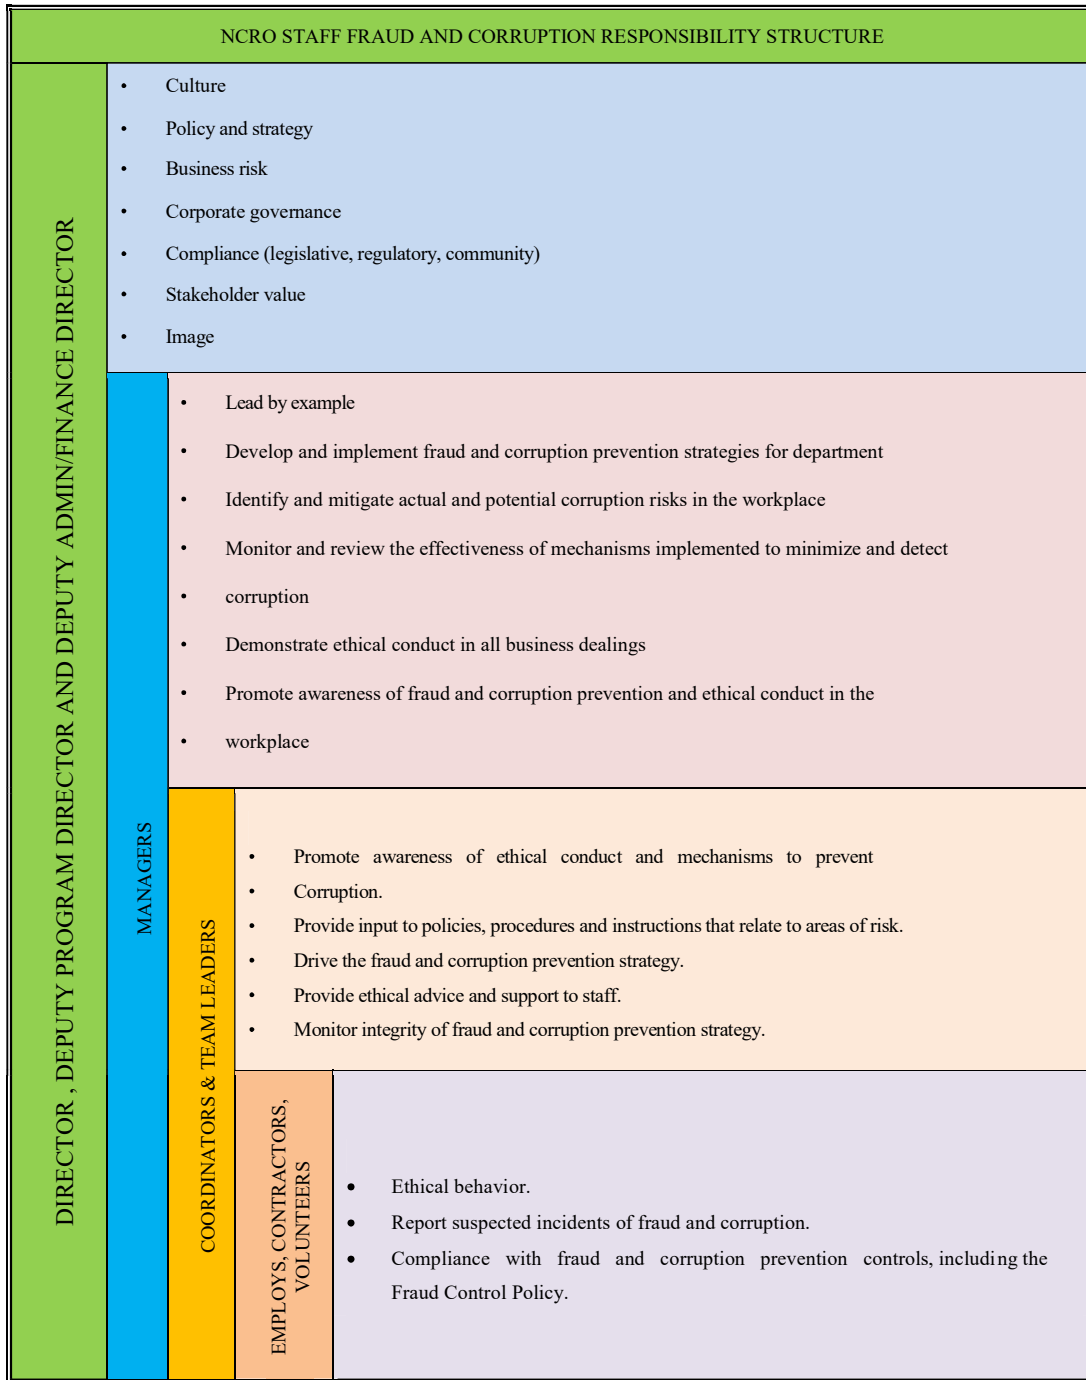 NCRO STAFF FRAUD AND CORRUPTION RESPONSIBILITY STRUCTURE
DIRECTOR , DEPUTY PROGRAM DIRECTOR AND DEPUTY ADMIN/FINANCE DIRECTOR
• Culture
• Policy and strategy
• Business risk
• Corporate governance
• Compliance (legislative, regulatory, community)
• Stakeholder value
• Image
MANAGERS
• Lead by example
• Develop and implement fraud and corruption prevention strategies for department
• Identify and mitigate actual and potential corruption risks in the workplace
• Monitor and review the effectiveness of mechanisms implemented to minimize and detect
• corruption
• Demonstrate ethical conduct in all business dealings
• Promote awareness of fraud and corruption prevention and ethical conduct in the
• workplace
COORDINATORS & TEAM LEADERS
• Promote awareness of ethical conduct and mechanisms to prevent
• Corruption.
• Provide input to policies, procedures and instructions that relate to areas of risk.
• Drive the fraud and corruption prevention strategy.
• Provide ethical advice and support to staff.
• Monitor integrity of fraud and corruption prevention strategy.
EMPLOYS, CONTRACTORS,
VOLUNTEERS
• Ethical behavior.
• Report suspected incidents of fraud and corruption.
• Compliance with fraud and corruption prevention controls, including the
Fraud Control Policy.